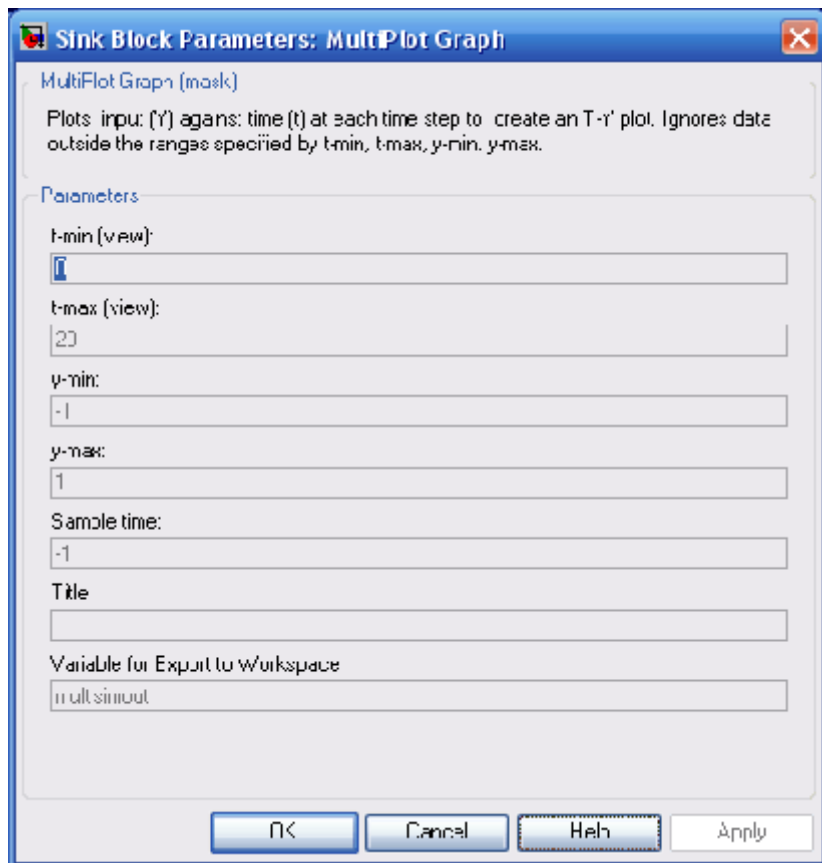 Sink Block Parameters: MultiPlot Graph
MultiPlot Graph (mask)
Plots input (Y) against time (t) at each time step to create an T-Y plot. Ignores data
outside the ranges specified by t-min, t-max, y-min, y-max.
Parameters
t-min (view):
0
t-max (view):
20
y-min:
-1
y-max:
1
Sample time:
-1
Title
Variable for Export to Workspace
multisimout
OK Cancel Help Apply